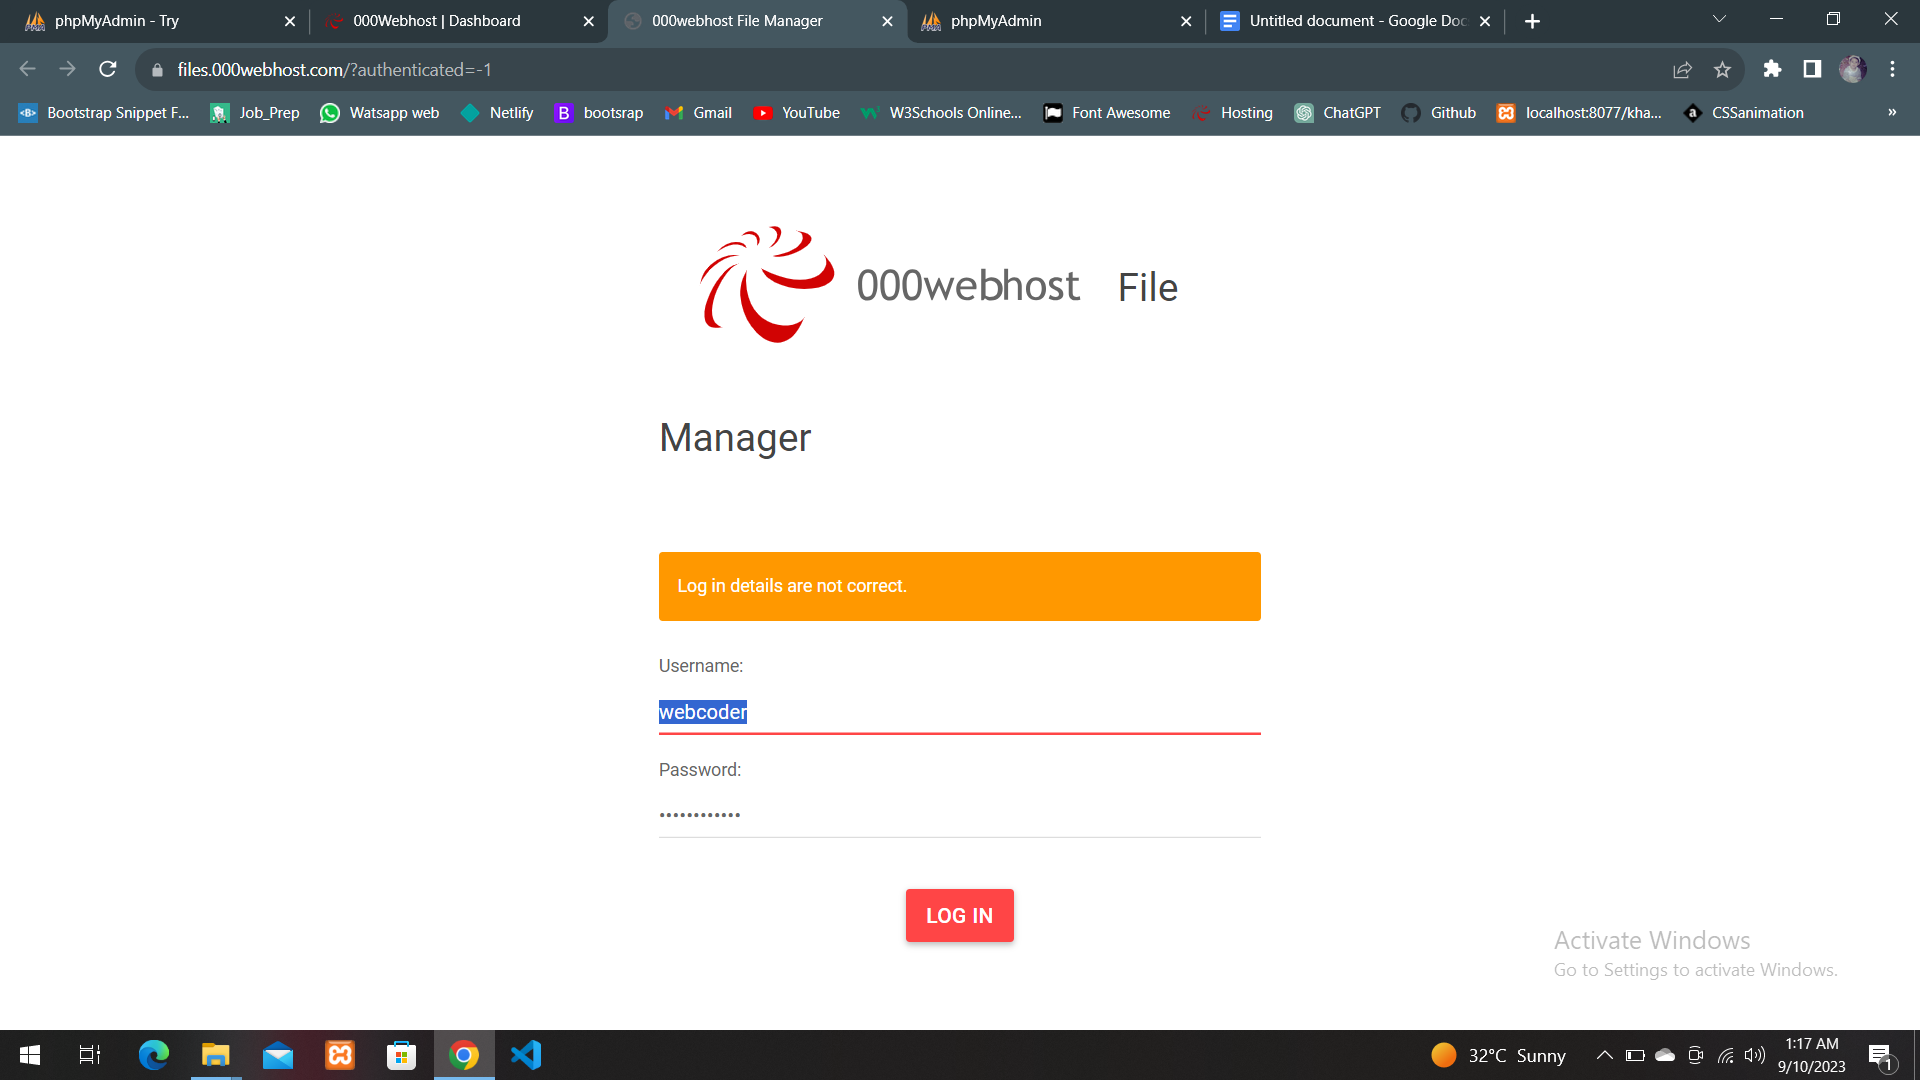 phpMyAdmin - Try
000Webhost | Dashboard
000webhost File Manager
phpMyAdmin
Untitled document - Google Doc
files.000webhost.com/?authenticated=-1
Bootstrap Snippet F...
Job_Prep
Watsapp web
Netlify
bootsrap
Gmail
YouTube
W3Schools Online...
Font Awesome
Hosting
ChatGPT
Github
localhost:8077/kha...
CSSanimation
»
000webhost File
Manager
Log in details are not correct.
Username:
webcoder
Password:
••••••••••••
LOG IN
Activate Windows
Go to Settings to activate Windows.
32°C Sunny
1:17 AM
9/10/2023
1